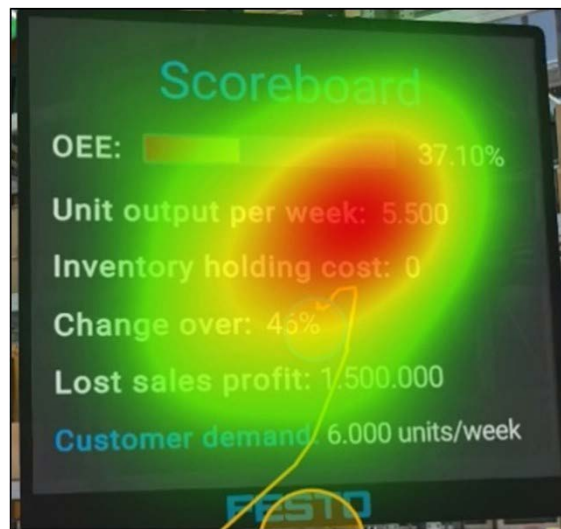 Scoreboard
OEE: 37.10%
Unit output per week: 5.500
Inventory holding cost: 0
Change over: 46%
Lost sales profit: 1.500.000
Customer demand: 6.000 units/week
FESTO